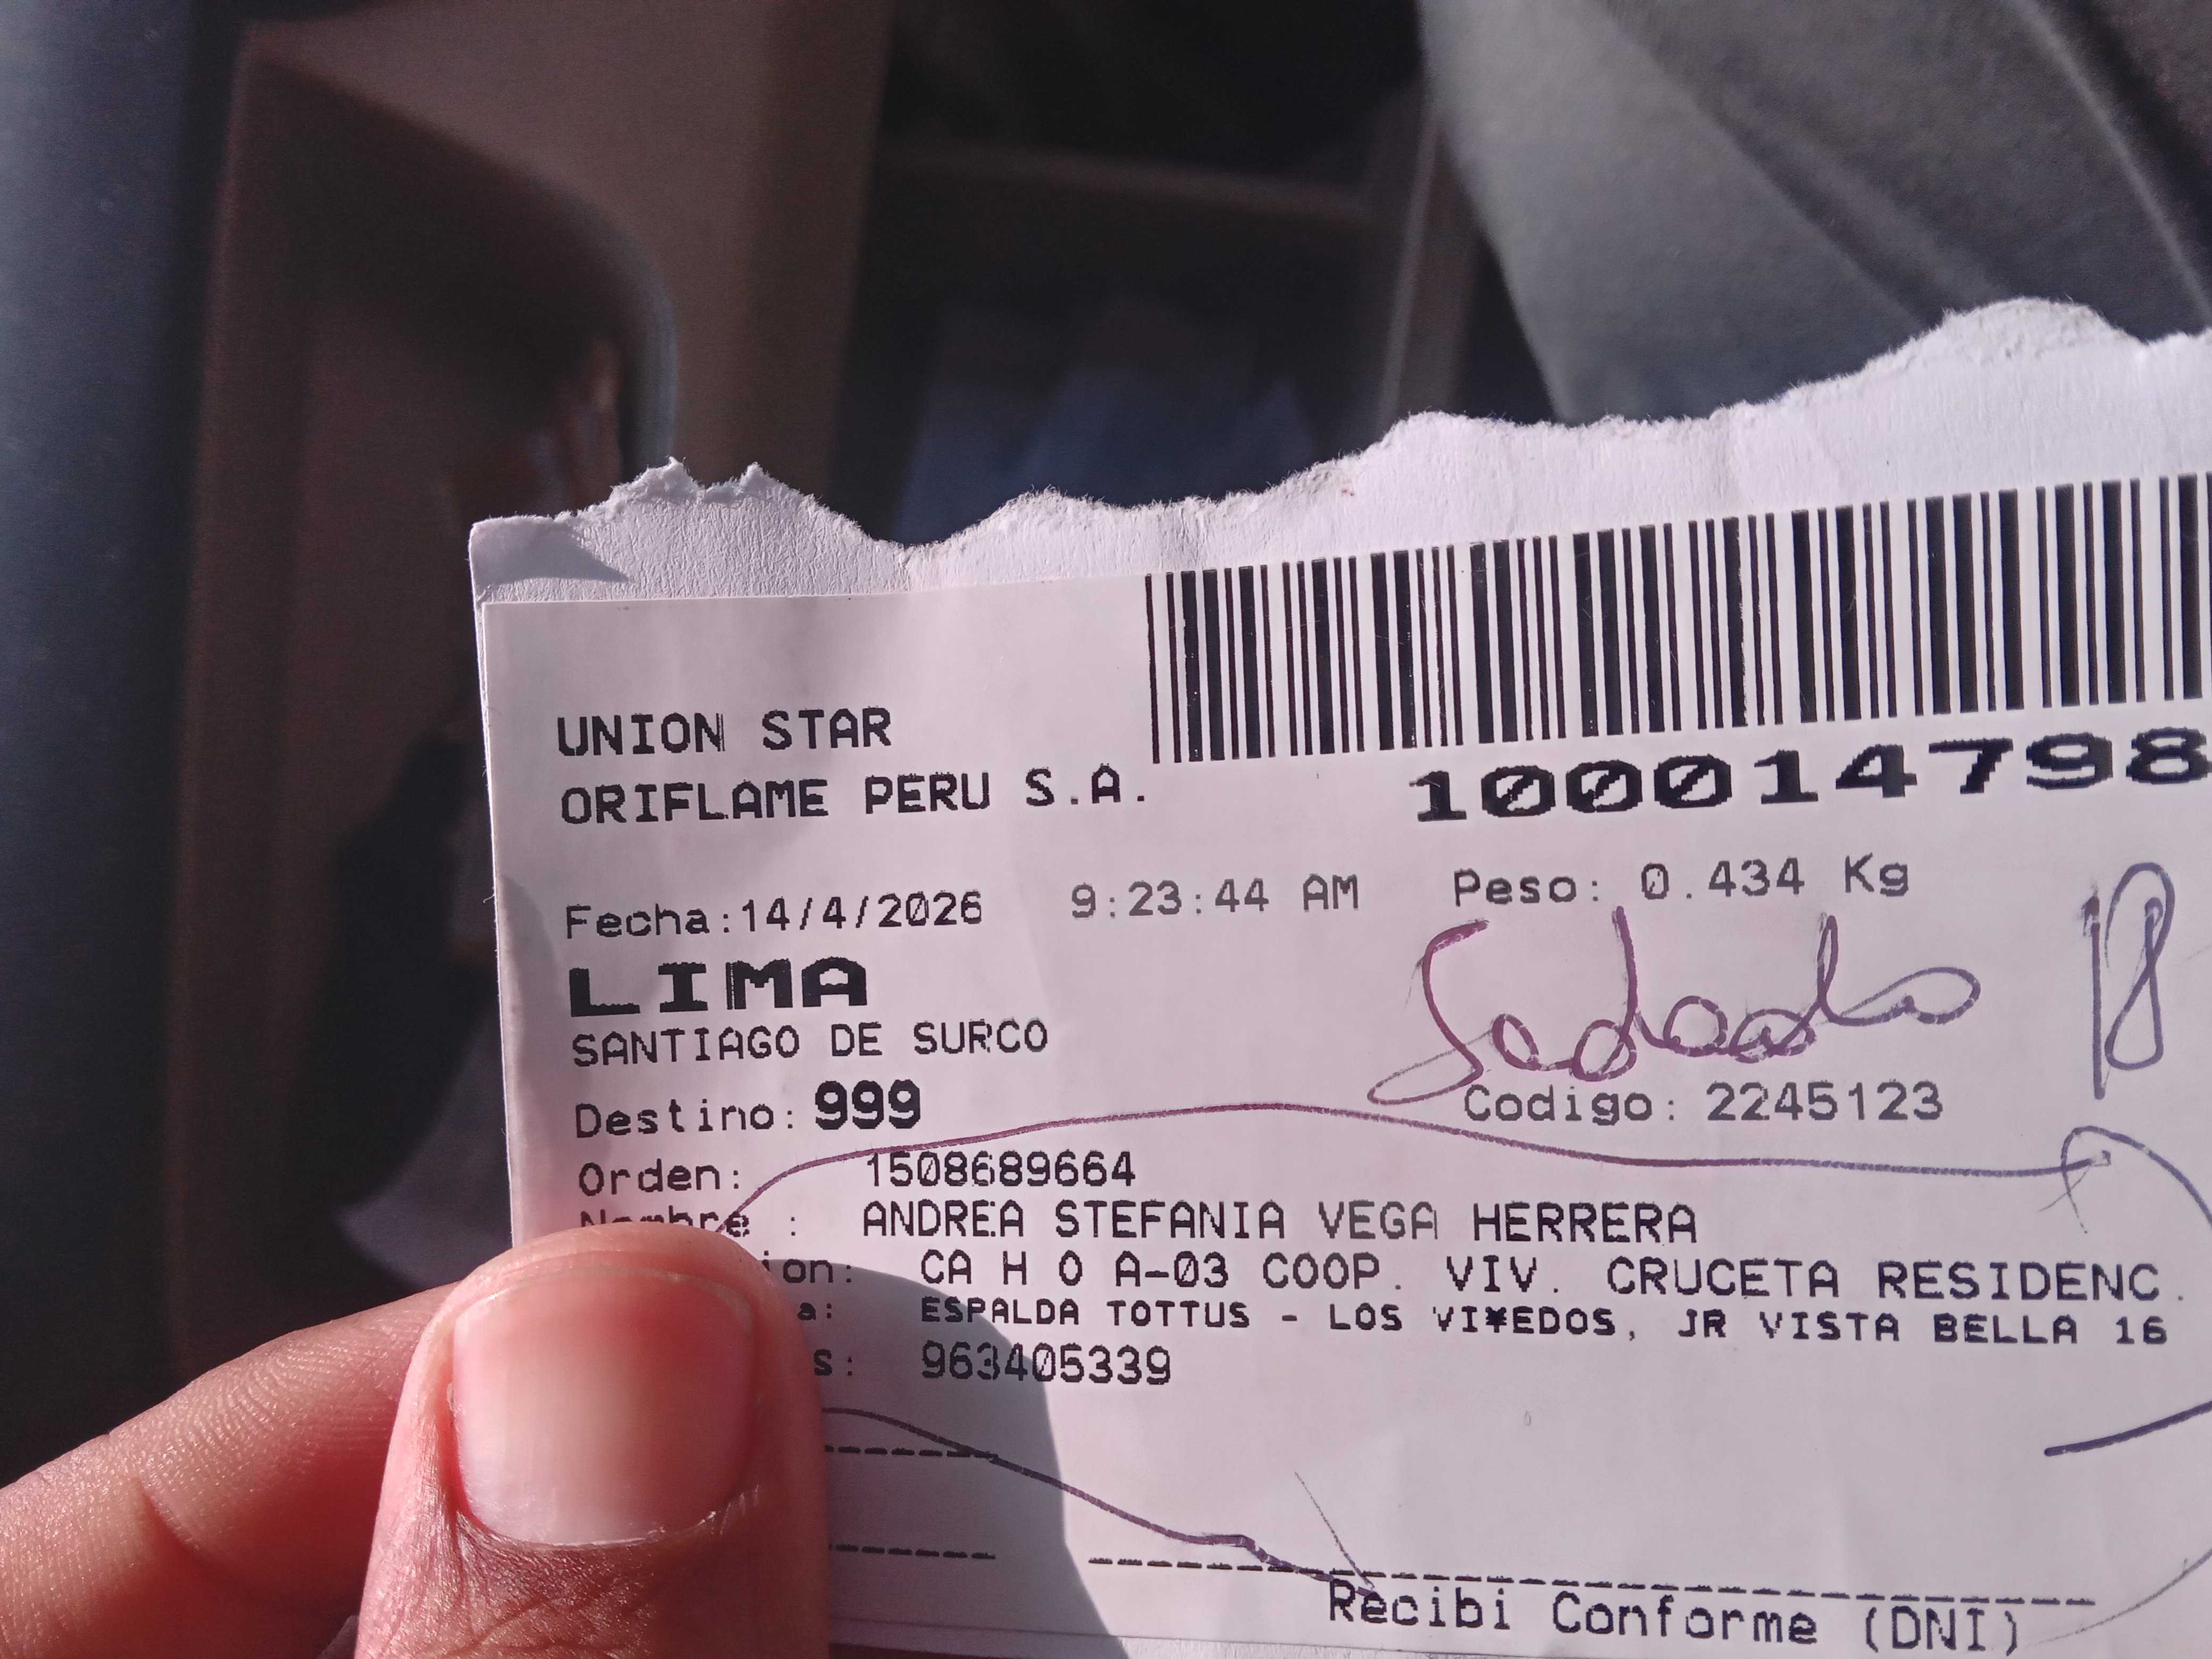 UNION STAR
ORIFLAME PERU S.A.
100014798
Fecha:14/4/2026 9:23:44 AM Peso: 0.434 Kg
18
LIMA
SANTIAGO DE SURCO
Destino: 999 Codigo: 2245123
Orden: 1508689664
Nombre : ANDREA STEFANIA VEGA HERRERA
ion: CA H 0 A-03 COOP. VIV. CRUCETA RESIDENC.
a: ESPALDA TOTTUS - LOS VI¥EDOS, JR VISTA BELLA 16
s: 963405339
Recibi Conforme (DNI)